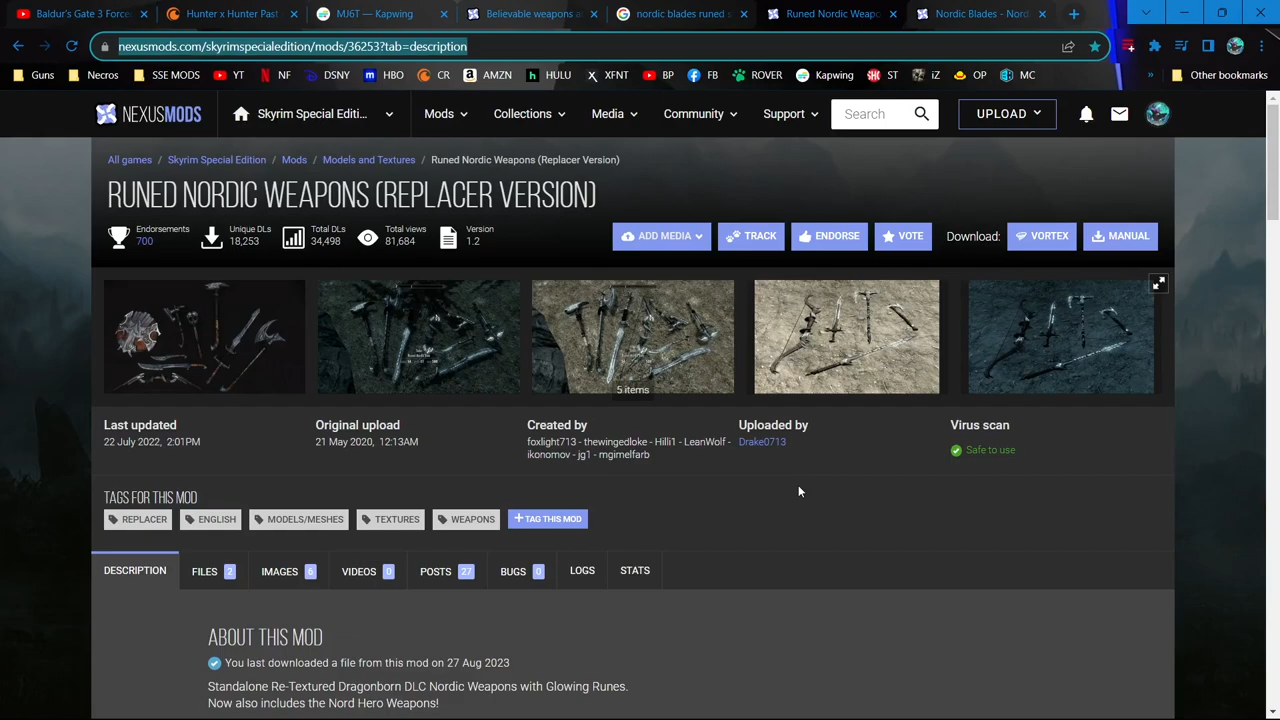 Baldur's Gate 3 Force
Hunter x Hunter Past
MJ6T — Kapwing
Believable weapons a
nordic blades runed s
Runed Nordic Weapon
Nordic Blades - Nord
nexusmods.com/skyrimspecialedition/mods/36253?tab=description
Guns
Necros
SSE MODS
YT
NF
DSNY
HBO
CR
AMZN
HULU
XFNT
BP
FB
ROVER
Kapwing
ST
iZ
OP
MC
»
Other bookmarks
NEXUSMODS
Skyrim Special Editi...
Mods
Collections
Media
Community
Support
Search
UPLOAD
All games / Skyrim Special Edition / Mods / Models and Textures / Runed Nordic Weapons (Replacer Version)
RUNED NORDIC WEAPONS (REPLACER VERSION)
Endorsements
700
Unique DLs
18,253
Total DLs
34,498
Total views
81,684
Version
1.2
ADD MEDIA
TRACK
ENDORSE
VOTE
Download:
VORTEX
MANUAL
5 items
Last updated
22 July 2022, 2:01PM
Original upload
21 May 2020, 12:13AM
Created by
foxlight713 - thewingedloke - Hilli1 - LeanWolf -
ikonomov - jg1 - mgimelfarb
Uploaded by
Drake0713
Virus scan
Safe to use
TAGS FOR THIS MOD
REPLACER
ENGLISH
MODELS/MESHES
TEXTURES
WEAPONS
+ TAG THIS MOD
DESCRIPTION
FILES 2
IMAGES 6
VIDEOS 0
POSTS 27
BUGS 0
LOGS
STATS
ABOUT THIS MOD
You last downloaded a file from this mod on 27 Aug 2023
Standalone Re-Textured Dragonborn DLC Nordic Weapons with Glowing Runes.
Now also includes the Nord Hero Weapons!